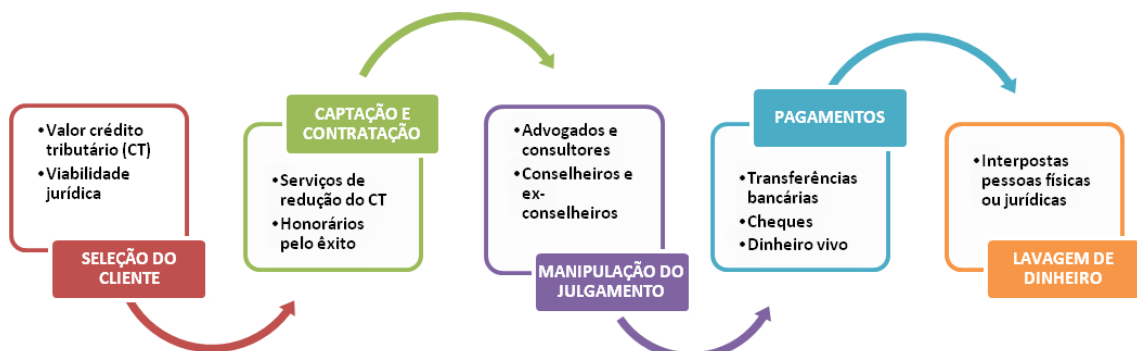 • Valor crédito
tributário (CT)
• Viabilidade
jurídica
SELEÇÃO DO
CLIENTE
CAPTAÇÃO E
CONTRATAÇÃO
• Serviços de
redução do CT
• Honorários
pelo êxito
• Advogados e
consultores
• Conselheiros e
ex-
conselheiros
MANIPULAÇÃO DO
JULGAMENTO
PAGAMENTOS
• Transferências
bancárias
• Cheques
• Dinheiro vivo
• Interpostas
pessoas físicas
ou jurídicas
LAVAGEM DE
DINHEIRO